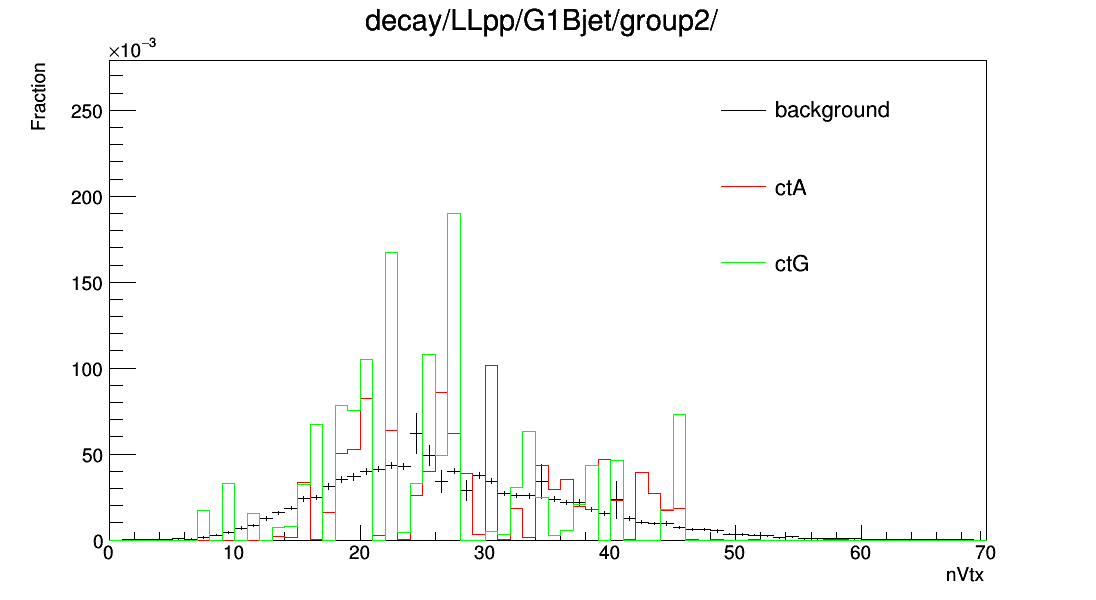 decay/LLpp/G1Bjet/group2/
×10⁻³
Fraction
250
200
150
100
50
0
background
ctA
ctG
0 10 20 30 40 50 60 70
nVtx